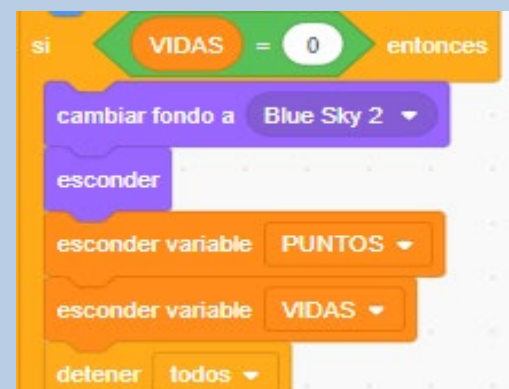 si VIDAS = 0 entonces
cambiar fondo a Blue Sky 2
esconder
esconder variable PUNTOS
esconder variable VIDAS
detener todos